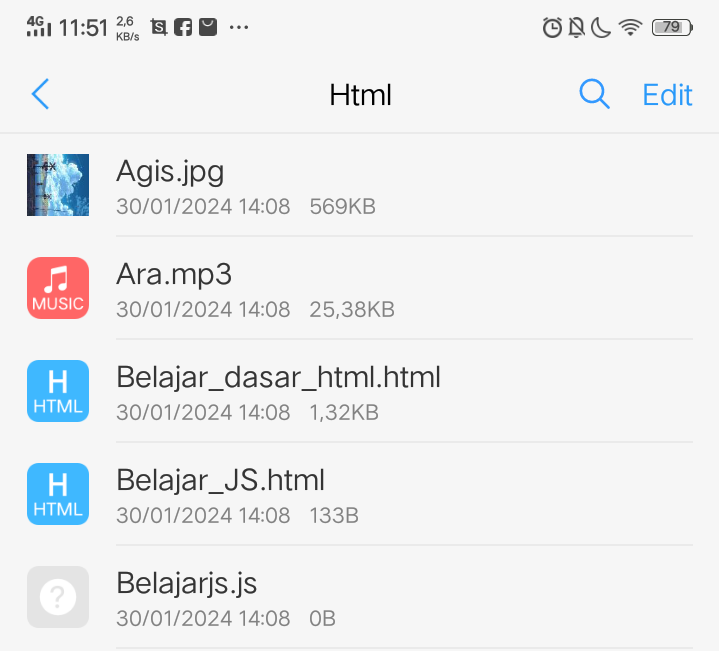 4G 11:51 2,6 KB/s S f ... 79
Html
Edit
Agis.jpg
30/01/2024 14:08 569KB
MUSIC
Ara.mp3
30/01/2024 14:08 25,38KB
H
HTML
Belajar_dasar_html.html
30/01/2024 14:08 1,32KB
H
HTML
Belajar_JS.html
30/01/2024 14:08 133B
?
Belajarjs.js
30/01/2024 14:08 0B